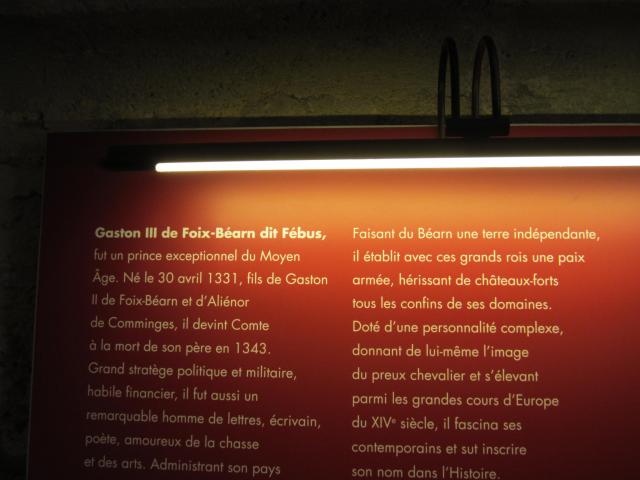 Gaston III de Foix-Béarn dit Fébus,
fut un prince exceptionnel du Moyen
Âge. Né le 30 avril 1331, fils de Gaston
II de Foix-Béarn et d'Aliénor
de Comminges, il devint Comte
à la mort de son père en 1343.
Grand stratège politique et militaire,
habile financier, il fut aussi un
remarquable homme de lettres, écrivain,
poète, amoureux de la chasse
et des arts. Administrant son pays
Faisant du Béarn une terre indépendante,
il établit avec ces grands rois une paix
armée, hérissant de châteaux-forts
tous les confins de ses domaines.
Doté d'une personnalité complexe,
donnant de lui-même l'image
du preux chevalier et s'élevant
parmi les grandes cours d'Europe
du XIVe siècle, il fascina ses
contemporains et sut inscrire
son nom dans l'Histoire.